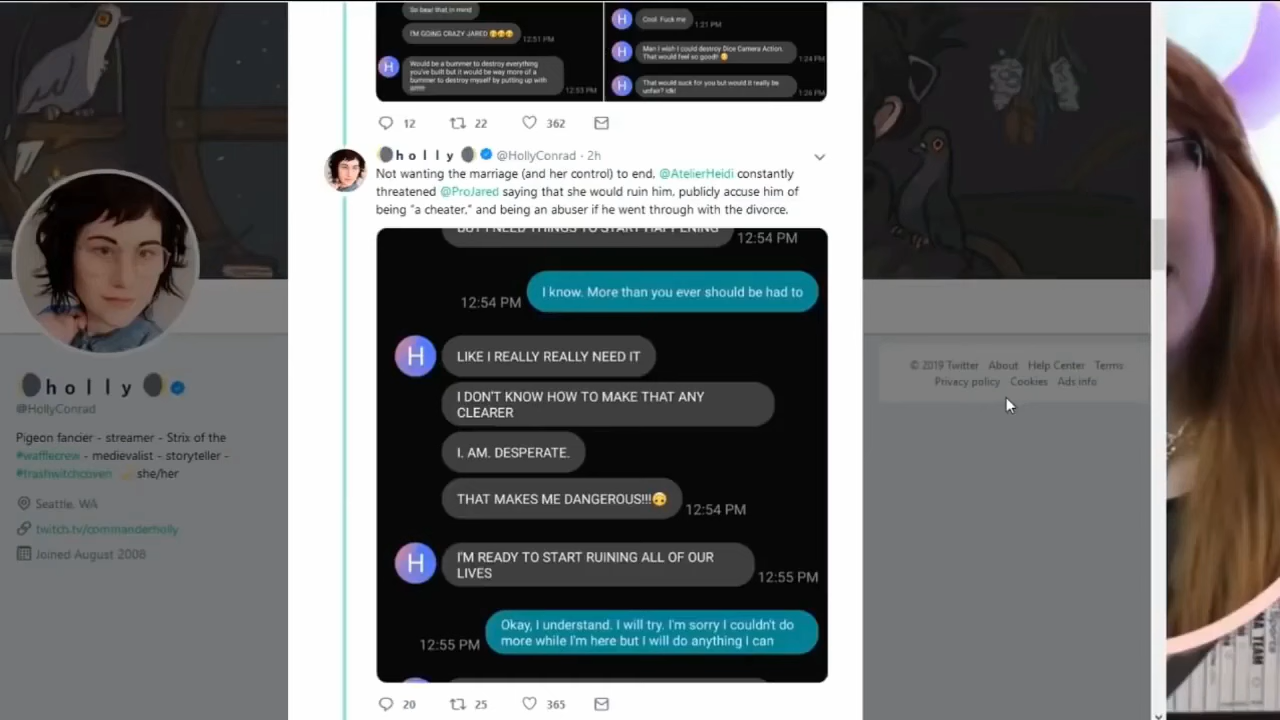 So bear that in mind
I'M GOING CRAZY JARED 😊😊😊
12:51 PM
H
Would be a bummer to destroy everything
you've built but it would be way more of a
bummer to destroy myself by putting up with
12:53 PM
H
Cool. Fuck me
1:21 PM
H
Man I wish I could destroy Dice Camera Action.
That would feel so good!!
1:24 PM
H
That would suck for you but would it really be
unfair? Idk!
1:26 PM
12 22 362
holly @HollyConrad · 2h
Not wanting the marriage (and her control) to end, @AtelierHeidi constantly
threatened @ProJared saying that she would ruin him, publicly accuse him of
being "a cheater," and being an abuser if he went through with the divorce.
BUT I NEED THINGS TO START HAPPENING
12:54 PM
I know. More than you ever should be had to
12:54 PM
H
LIKE I REALLY REALLY NEED IT
I DON'T KNOW HOW TO MAKE THAT ANY
CLEARER
I. AM. DESPERATE.
THAT MAKES ME DANGEROUS!!!🙃
12:54 PM
H
I'M READY TO START RUINING ALL OF OUR
LIVES
12:55 PM
Okay, I understand. I will try. I'm sorry I couldn't do
more while I'm here but I will do anything I can
12:55 PM
20 25 365
holly
@HollyConrad
Pigeon fancier - streamer - Strix of the
#wafflecrew - medievalist - storyteller -
#trashwitchcoven she/her
Seattle, WA
twitch.tv/commanderholly
Joined August 2008
© 2019 Twitter About Help Center Terms
Privacy policy Cookies Ads info